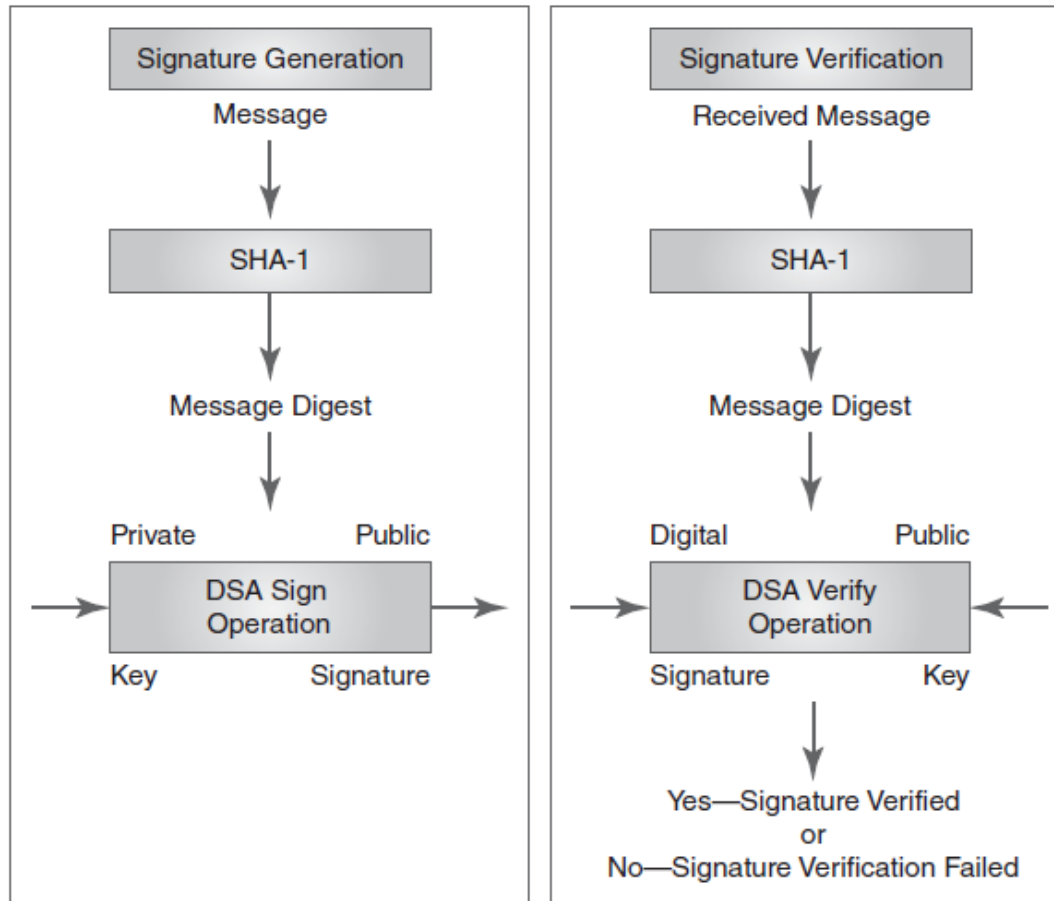 Signature Generation
Message
SHA-1
Message Digest
Private Public
DSA Sign
Operation
Key Signature
Signature Verification
Received Message
SHA-1
Message Digest
Digital Public
DSA Verify
Operation
Signature Key
Yes—Signature Verified
or
No—Signature Verification Failed